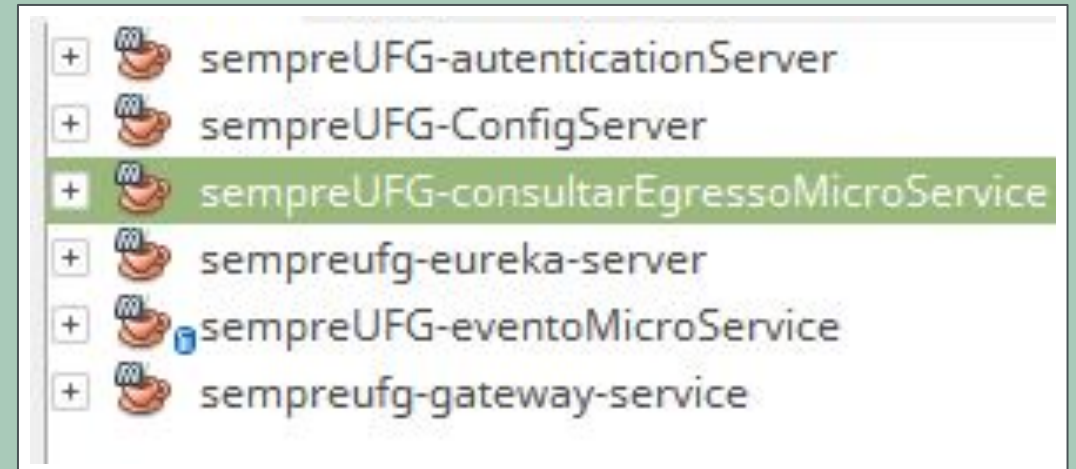 sempreUFG-autenticationServer
sempreUFG-ConfigServer
sempreUFG-consultarEgressoMicroService
sempreufg-eureka-server
sempreUFG-eventoMicroService
sempreufg-gateway-service